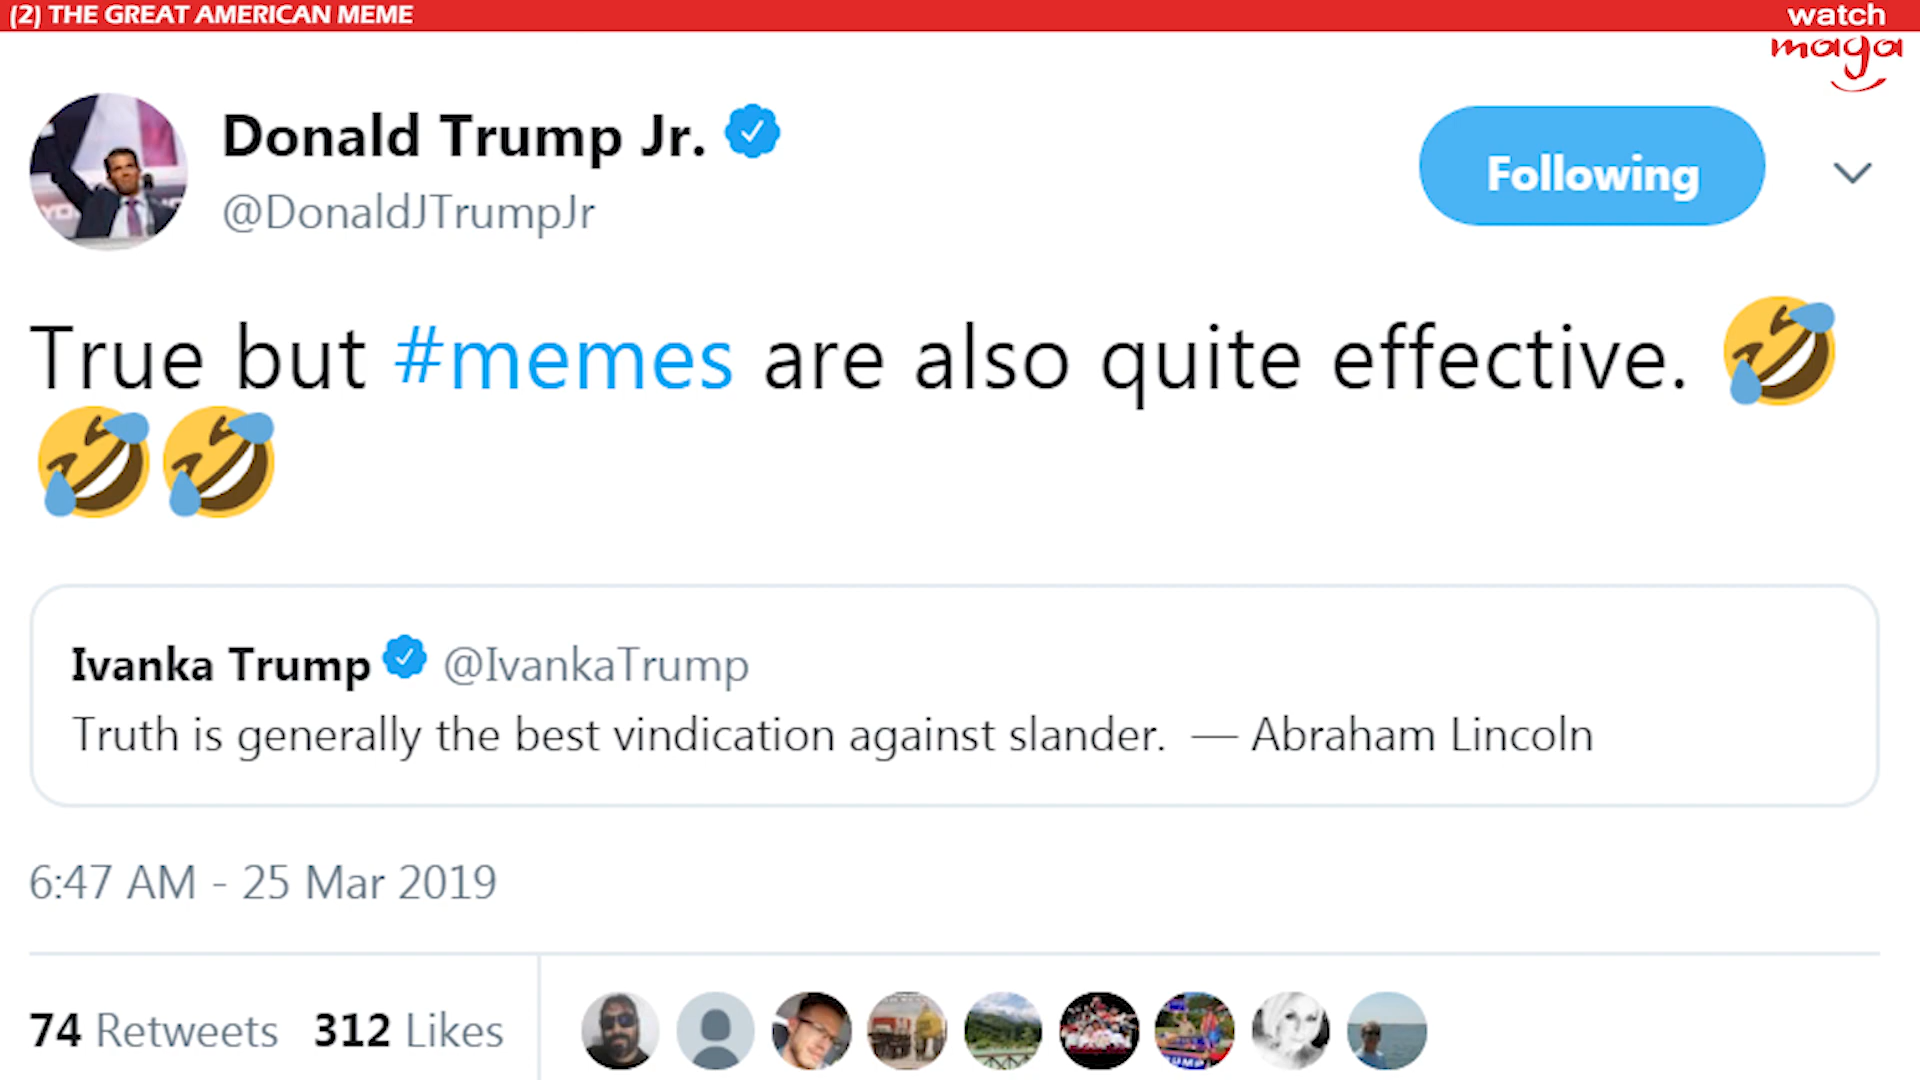 (2) THE GREAT AMERICAN MEME
watch
maga
Donald Trump Jr.
@DonaldJTrumpJr
Following
True but #memes are also quite effective. 🤣
🤣🤣
Ivanka Trump @IvankaTrump
Truth is generally the best vindication against slander. — Abraham Lincoln
6:47 AM - 25 Mar 2019
74 Retweets 312 Likes